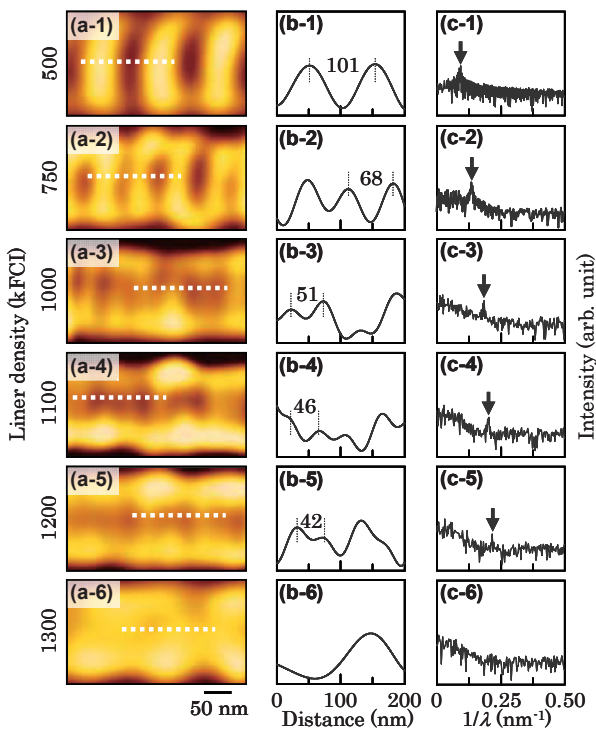 Liner density (kFCI)
500
(a-1)
(b-1)
101
(c-1)
750
(a-2)
(b-2)
68
(c-2)
1000
(a-3)
(b-3)
51
(c-3)
1100
(a-4)
(b-4)
46
(c-4)
1200
(a-5)
(b-5)
42
(c-5)
1300
(a-6)
(b-6)
(c-6)
Intensity (arb. unit)
50 nm
0 100 200
Distance (nm)
0 0.25 0.50
1/λ (nm⁻¹)